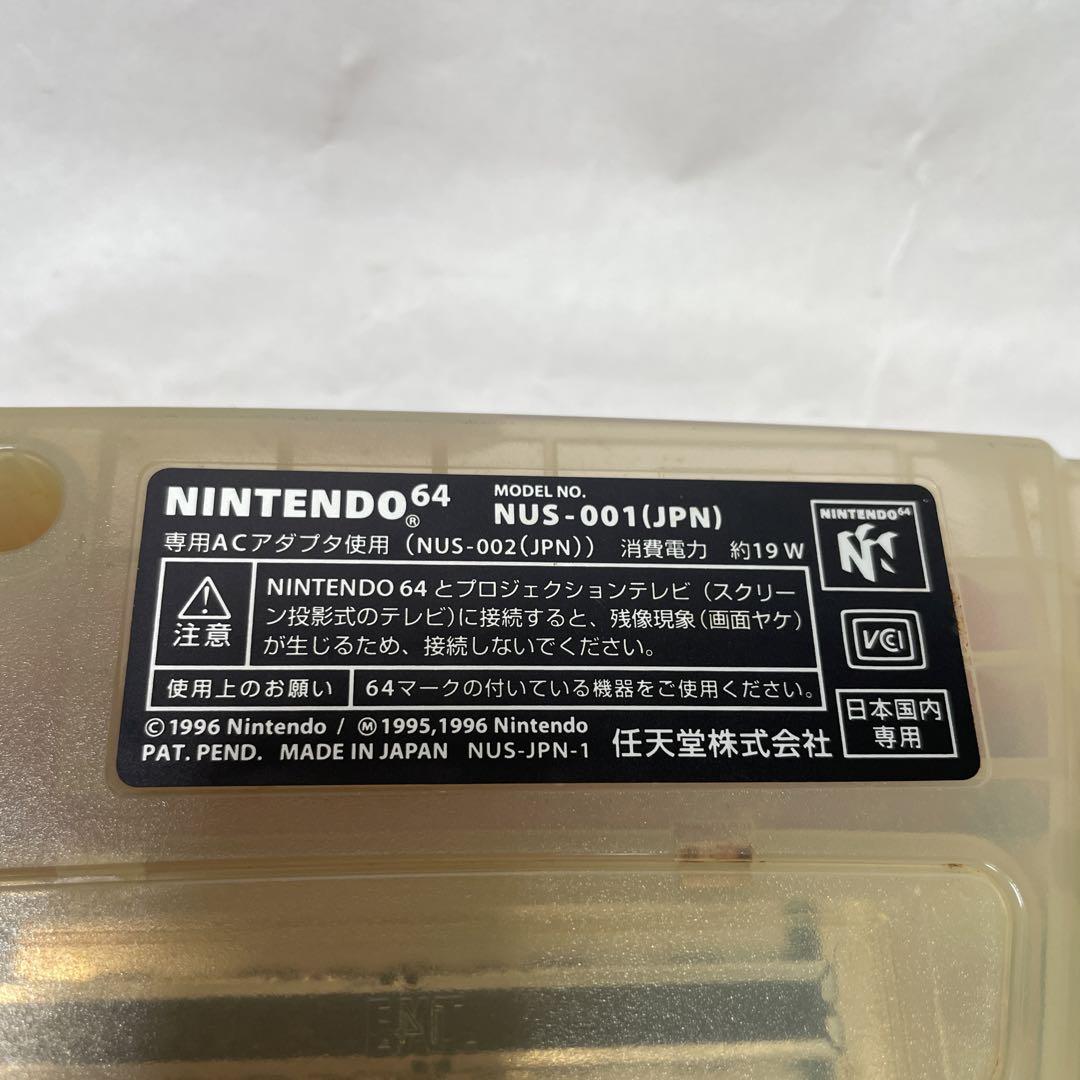 NINTENDO64®
MODEL NO.
NUS-001(JPN)
専用ACアダプタ使用（NUS-002(JPN)） 消費電力 約19W
NINTENDO64
注意
NINTENDO 64とプロジェクションテレビ（スクリー
ン投影式のテレビ)に接続すると、残像現象(画面ヤケ)
が生じるため、接続しないでください。
VCI
使用上のお願い
64マークの付いている機器をご使用ください。
日本国内
専用
©1996 Nintendo / Ⓜ1995,1996 Nintendo
PAT. PEND. MADE IN JAPAN NUS-JPN-1
任天堂株式会社